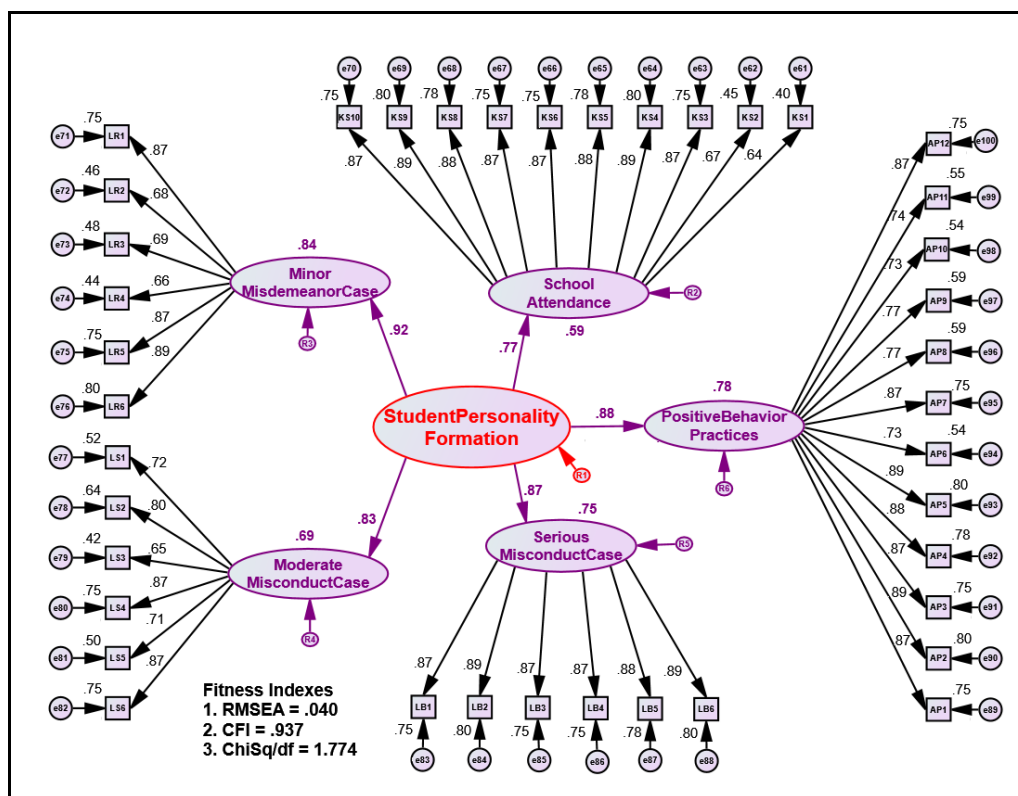 e70 e69 e68 e67 e66 e65 e64 e63 e62 e61
.75 .80 .78 .75 .75 .78 .80 .75 .45 .40
KS10 KS9 KS8 KS7 KS6 KS5 KS4 KS3 KS2 KS1
.87 .89 .88 .87 .87 .88 .89 .87 .67 .64
.75
e71 LR1
.87
.46
e72 LR2
.68
.48
e73 LR3
.69
.44
e74 LR4
.66
.75
e75 LR5
.87
.80
e76 LR6
.89
.84
Minor
MisdemeanorCase
R3
.92
School
Attendance
R2
.59
.77
StudentPersonality
Formation
R1
.88
.78
PositiveBehavior
Practices
R6
.75
AP12 e100
.87
.55
AP11 e99
.74
.54
AP10 e98
.73
.59
AP9 e97
.77
.59
AP8 e96
.77
.75
AP7 e95
.87
.54
AP6 e94
.73
.80
AP5 e93
.89
.78
AP4 e92
.88
.75
AP3 e91
.87
.80
AP2 e90
.89
.75
AP1 e89
.87
.52
e77 LS1
.72
.64
e78 LS2
.80
.42
e79 LS3
.65
.75
e80 LS4
.87
.50
e81 LS5
.71
.75
e82 LS6
.87
.83
.69
Moderate
MisconductCase
R4
.87
.75
Serious
MisconductCase
R5
.87 .89 .87 .87 .88 .89
LB1 LB2 LB3 LB4 LB5 LB6
.75 .80 .75 .75 .78 .80
e83 e84 e85 e86 e87 e88
Fitness Indexes
1. RMSEA = .040
2. CFI = .937
3. ChiSq/df = 1.774